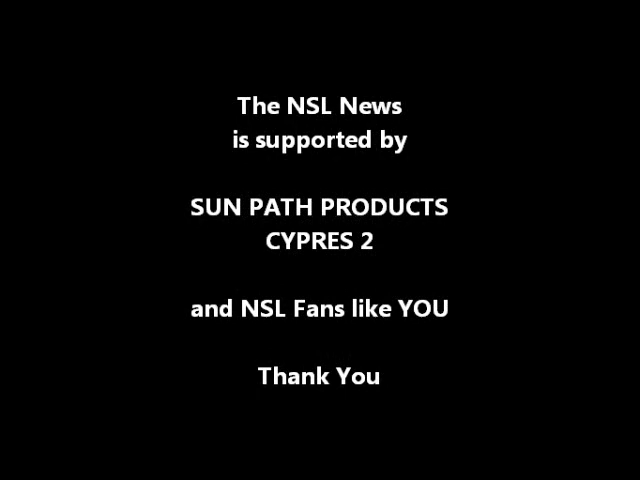 The NSL News
is supported by
SUN PATH PRODUCTS
CYPRES 2
and NSL Fans like YOU
Thank You